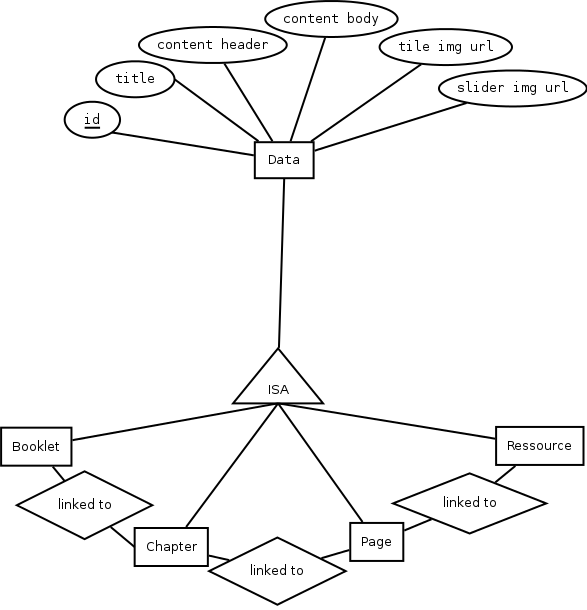 content body
content header
tile img url
title
slider img url
id
Data
ISA
Booklet
Ressource
linked to
linked to
Chapter
Page
linked to